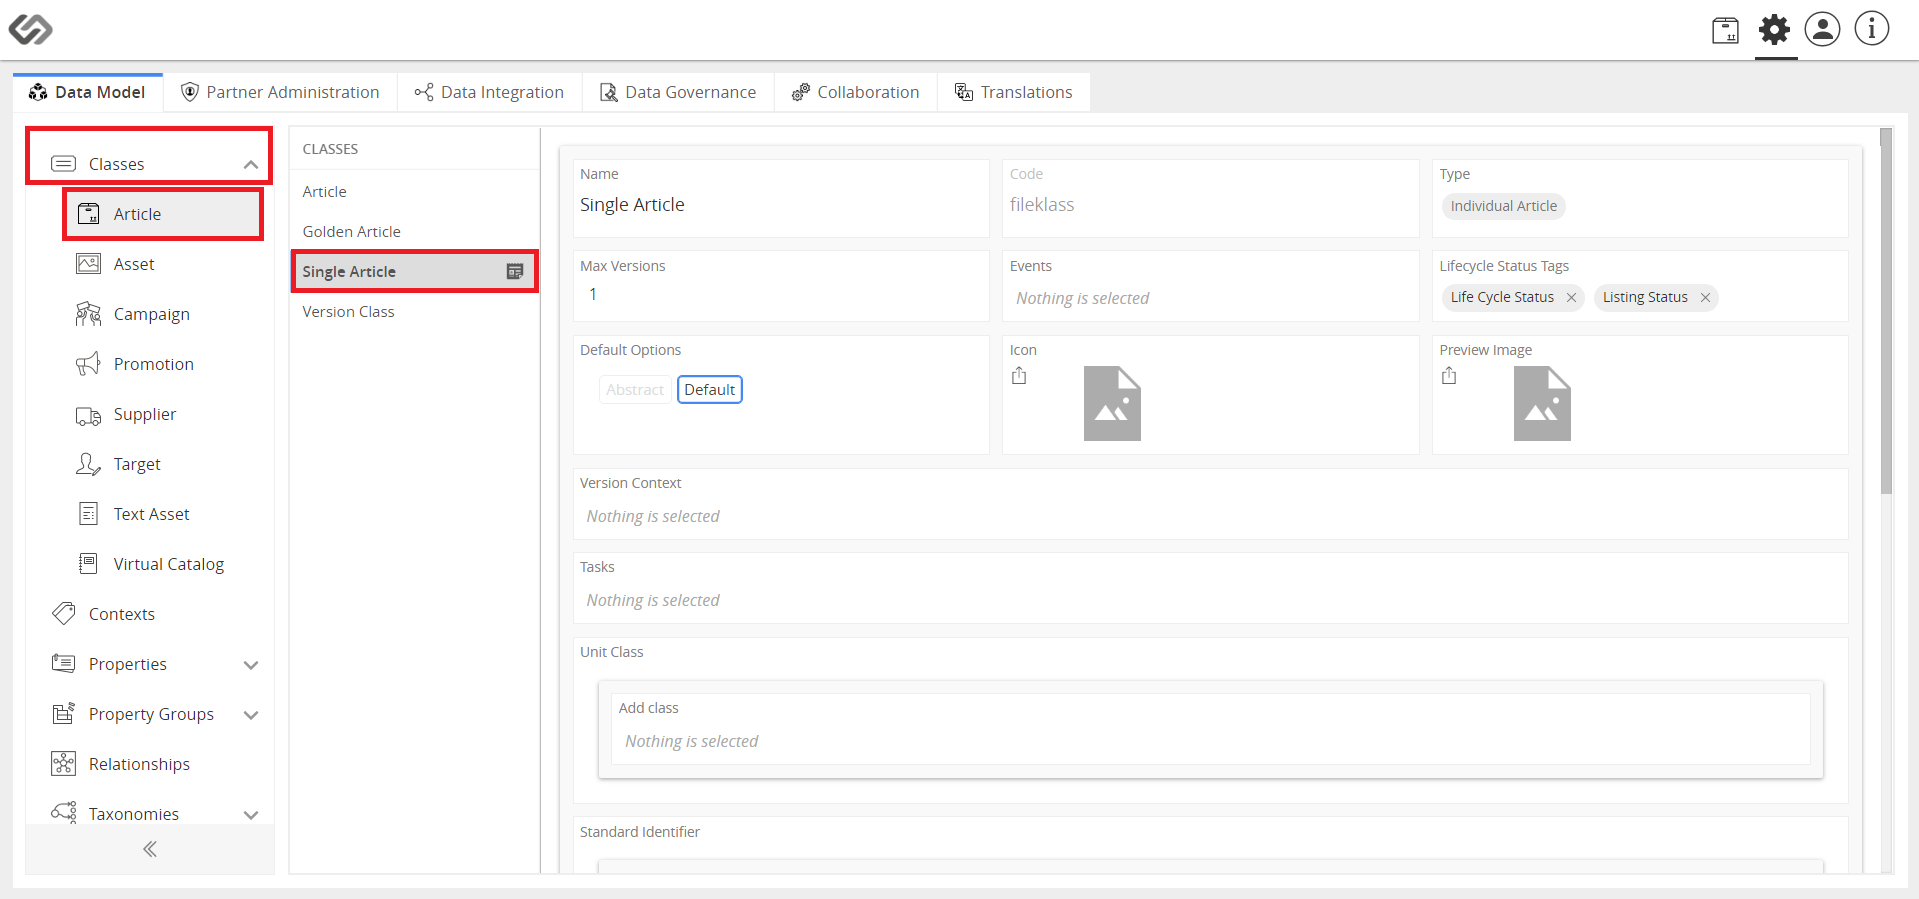 Data Model
Partner Administration
Data Integration
Data Governance
Collaboration
Translations
Classes
Article
Asset
Campaign
Promotion
Supplier
Target
Text Asset
Virtual Catalog
Contexts
Properties
Property Groups
Relationships
Taxonomies
CLASSES
Article
Golden Article
Single Article
Version Class
Name
Single Article
Code
fileklass
Type
Individual Article
Max Versions
1
Events
Nothing is selected
Lifecycle Status Tags
Life Cycle Status
Listing Status
Default Options
Abstract
Default
Icon
Preview Image
Version Context
Nothing is selected
Tasks
Nothing is selected
Unit Class
Add class
Nothing is selected
Standard Identifier